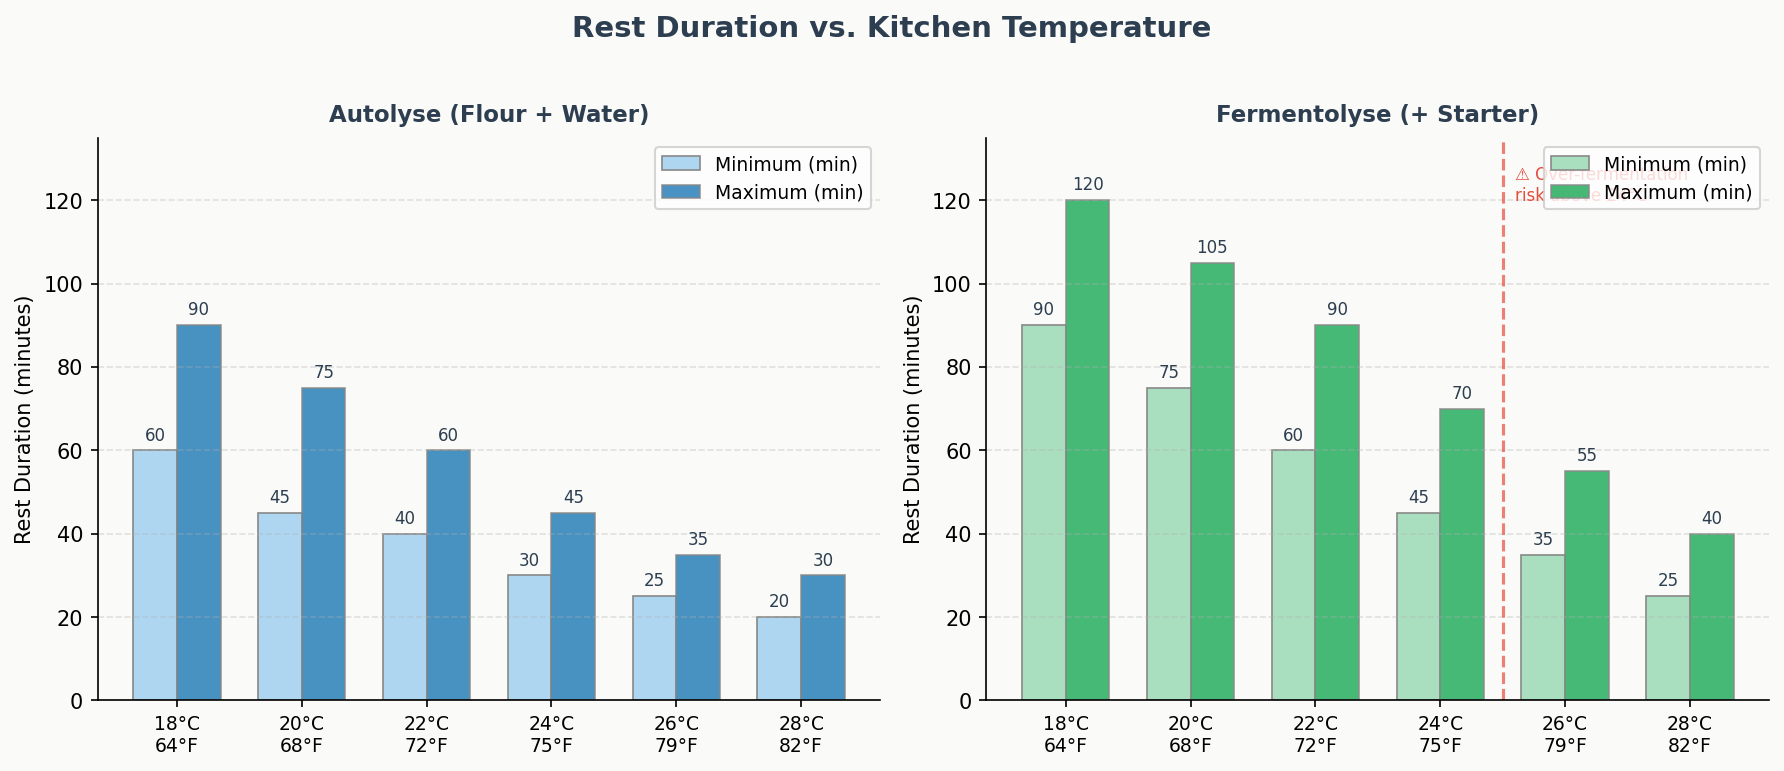 Rest Duration vs. Kitchen Temperature
Autolyse (Flour + Water)
Rest Duration (minutes)
120
100
80
60
40
20
0
Minimum (min)
Maximum (min)
60
90
45
75
40
60
30
45
25
35
20
30
18°C
64°F
20°C
68°F
22°C
72°F
24°C
75°F
26°C
79°F
28°C
82°F
Fermentolyse (+ Starter)
Rest Duration (minutes)
120
100
80
60
40
20
0
Minimum (min)
Maximum (min)
⚠ Over-fermentation
risk
90
120
75
105
60
90
45
70
35
55
25
40
18°C
64°F
20°C
68°F
22°C
72°F
24°C
75°F
26°C
79°F
28°C
82°F